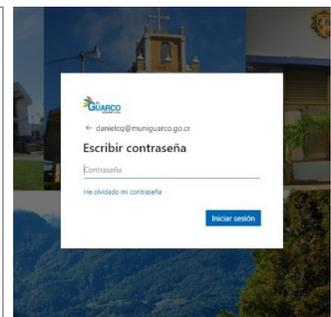 GUARCO
← danielcq@muniguarco.go.cr
Escribir contraseña
Contraseña
He olvidado mi contraseña
Iniciar sesión